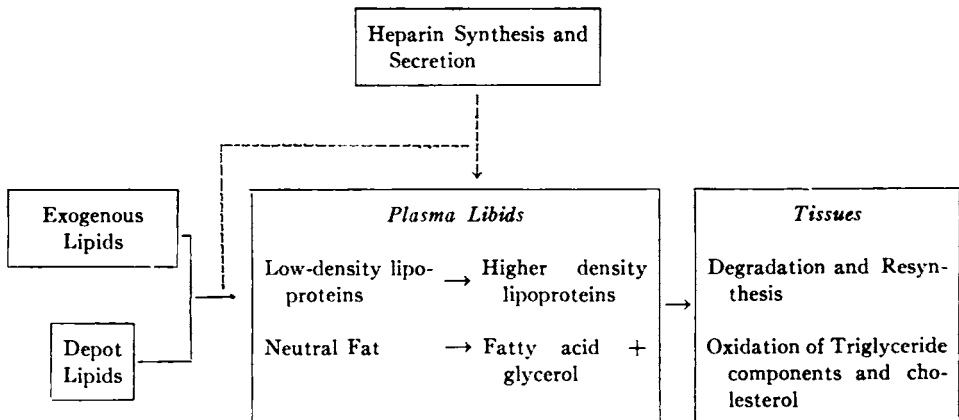 Heparin Synthesis and
Secretion
Exogenous
Lipids
Depot
Lipids
Plasma Libids
Low-density lipo-
proteins
Higher density
lipoproteins
Neutral Fat
Fatty acid +
glycerol
Tissues
Degradation and Resyn-
thesis
Oxidation of Triglyceride
components and cho-
lesterol